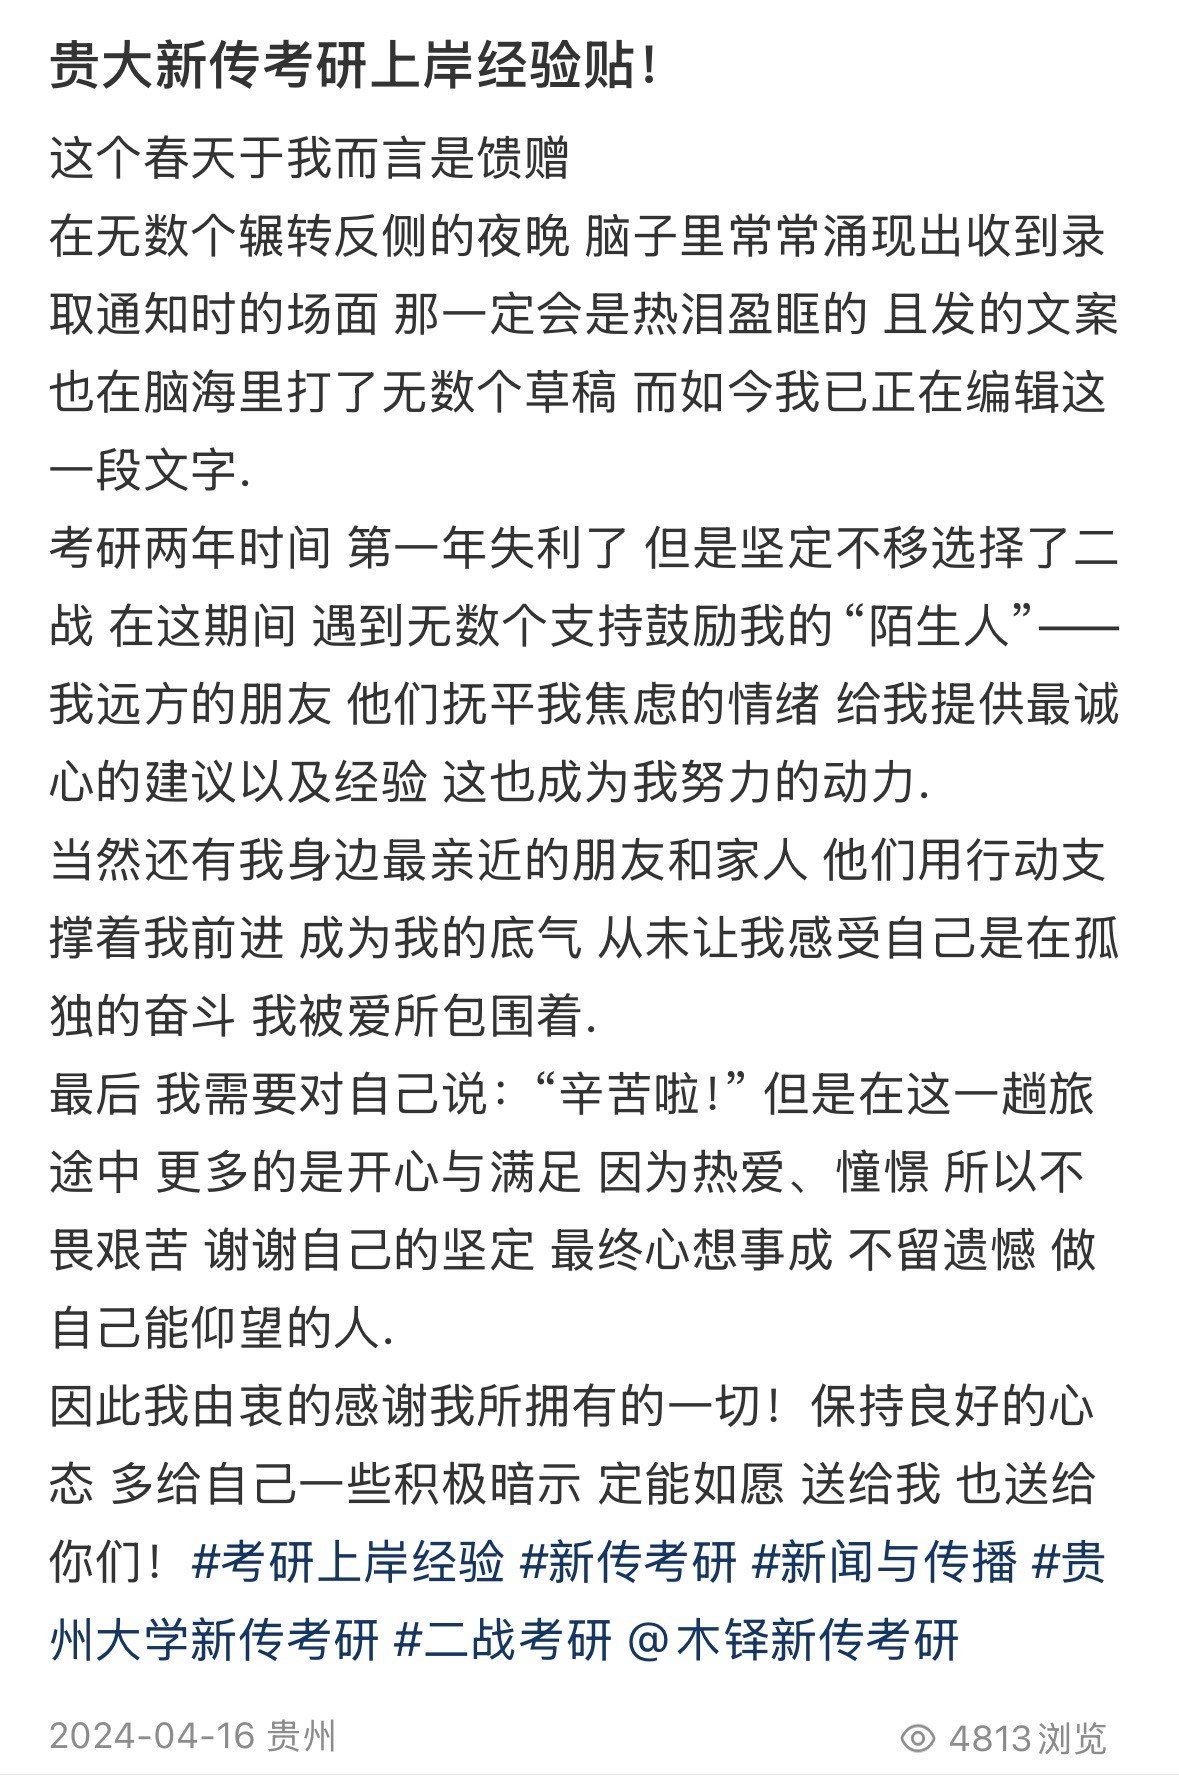 贵大新传考研上岸经验贴！
这个春天于我而言是馈赠
在无数个辗转反侧的夜晚 脑子里常常涌现出收到录
取通知时的场面 那一定会是热泪盈眶的 且发的文案
也在脑海里打了无数个草稿 而如今我已正在编辑这
一段文字.
考研两年时间 第一年失利了 但是坚定不移选择了二
战 在这期间 遇到无数个支持鼓励我的 “陌生人”——
我远方的朋友 他们抚平我焦虑的情绪 给我提供最诚
心的建议以及经验 这也成为我努力的动力.
当然还有我身边最亲近的朋友和家人 他们用行动支
撑着我前进 成为我的底气 从未让我感受自己是在孤
独的奋斗 我被爱所包围着.
最后 我需要对自己说：“辛苦啦！” 但是在这一趟旅
途中 更多的是开心与满足 因为热爱、憧憬 所以不
畏艰苦 谢谢自己的坚定 最终心想事成 不留遗憾 做
自己能仰望的人.
因此我由衷的感谢我所拥有的一切！保持良好的心
态 多给自己一些积极暗示 定能如愿 送给我 也送给
你们！#考研上岸经验 #新传考研 #新闻与传播 #贵
州大学新传考研 #二战考研 @木铎新传考研
2024-04-16 贵州
4813浏览